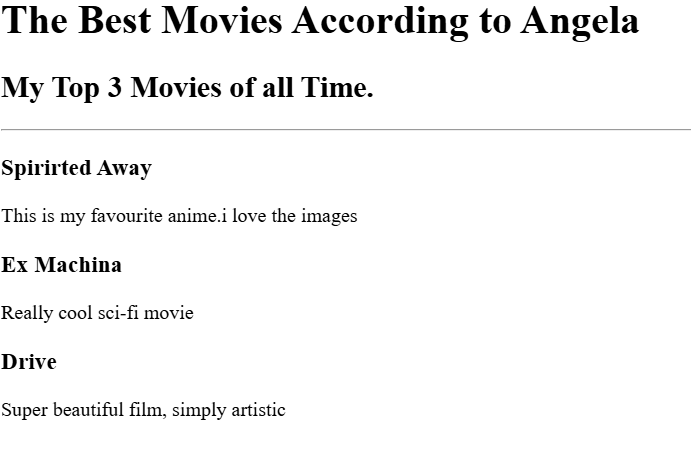 The Best Movies According to Angela
My Top 3 Movies of all Time.
Spirirted Away
This is my favourite anime.i love the images
Ex Machina
Really cool sci-fi movie
Drive
Super beautiful film, simply artistic